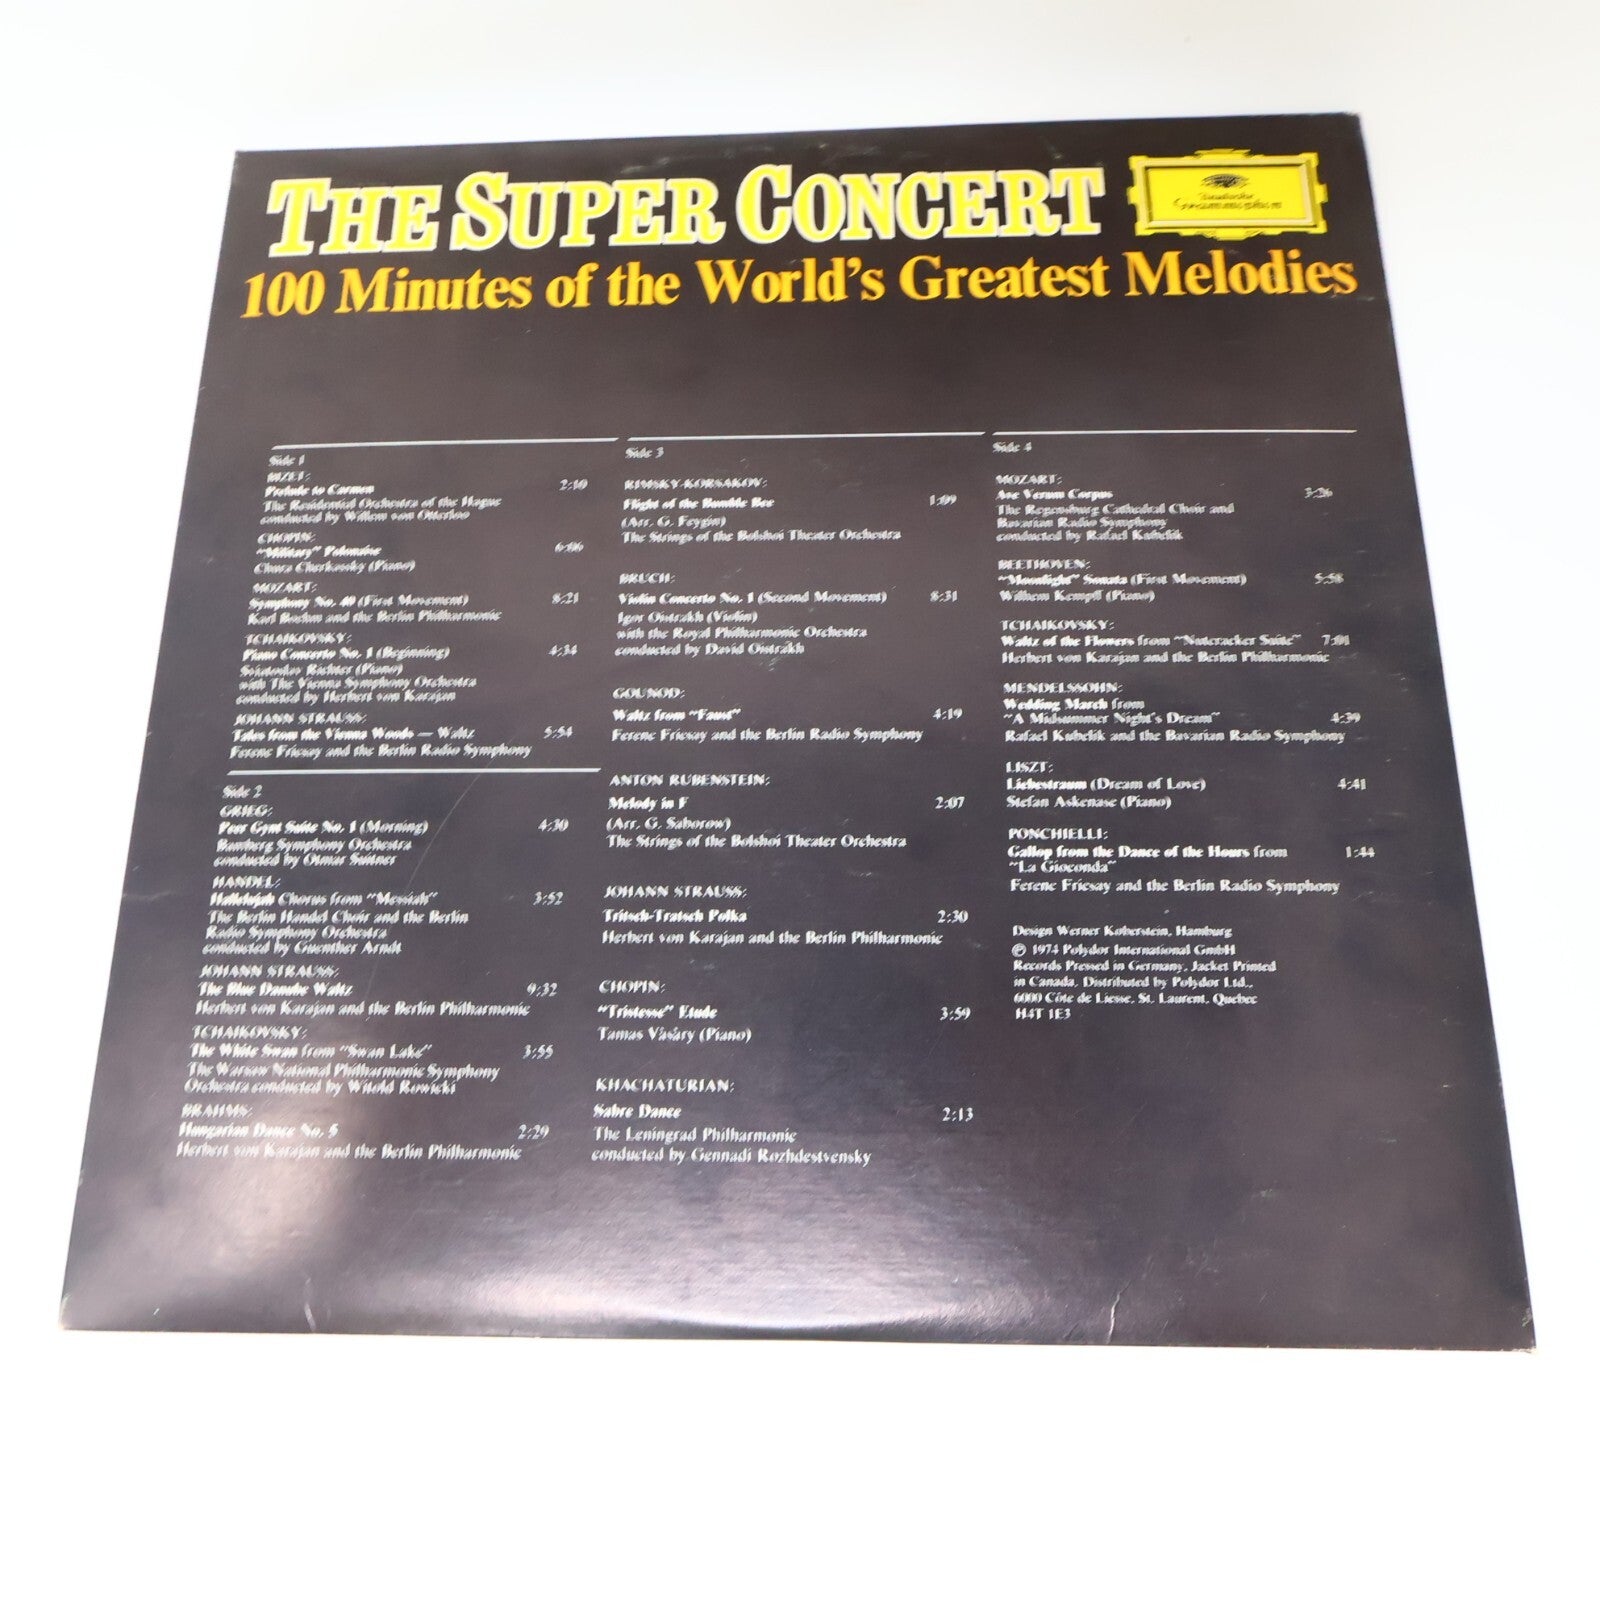 THE SUPER CONCERT
Deutsche
Grammophon
100 Minutes of the World's Greatest Melodies
Side 1
BIZET:
Prelude to Carmen 2:10
The Residential Orchestra of the Hague
conducted by Willem von Otterloo
CHOPIN:
"Military" Polonaise 6:06
Chura Cherkassky (Piano)
MOZART:
Symphony No. 40 (First Movement) 8:21
Karl Boehm and the Berlin Philharmonic
TCHAIKOVSKY:
Piano Concerto No. 1 (Beginning) 4:34
Sviatoslav Richter (Piano)
with The Vienna Symphony Orchestra
conducted by Herbert von Karajan
JOHANN STRAUSS:
Tales from the Vienna Woods — Waltz 5:54
Ferenc Fricsay and the Berlin Radio Symphony
Side 2
GRIEG:
Peer Gynt Suite No. 1 (Morning) 4:30
Bamberg Symphony Orchestra
conducted by Otmar Suitner
HANDEL:
Hallelujah Chorus from "Messiah" 3:52
The Berlin Handel Choir and the Berlin
Radio Symphony Orchestra
conducted by Guenther Arndt
JOHANN STRAUSS:
The Blue Danube Waltz 9:32
Herbert von Karajan and the Berlin Philharmonic
TCHAIKOVSKY:
The White Swan from "Swan Lake" 3:55
The Warsaw National Philharmonic Symphony
Orchestra conducted by Witold Rowicki
BRAHMS:
Hungarian Dance No. 5 2:29
Herbert von Karajan and the Berlin Philharmonic
Side 3
RIMSKY-KORSAKOV:
Flight of the Bumble Bee 1:09
(Arr. G. Feygin)
The Strings of the Bolshoi Theater Orchestra
BRUCH:
Violin Concerto No. 1 (Second Movement) 8:31
Igor Oistrakh (Violin)
with the Royal Philharmonic Orchestra
conducted by David Oistrakh
GOUNOD:
Waltz from "Faust" 4:19
Ferenc Fricsay and the Berlin Radio Symphony
ANTON RUBENSTEIN:
Melody in F 2:07
(Arr. G. Saborow)
The Strings of the Bolshoi Theater Orchestra
JOHANN STRAUSS:
Tritsch-Tratsch Polka 2:30
Herbert von Karajan and the Berlin Philharmonic
CHOPIN:
"Tristesse" Etude 3:59
Tamas Vásáry (Piano)
KHACHATURIAN:
Sabre Dance 2:13
The Leningrad Philharmonic
conducted by Gennadi Rozhdestvensky
Side 4
MOZART:
Ave Verum Corpus 3:26
The Regensburg Cathedral Choir and
Bavarian Radio Symphony
conducted by Rafael Kubelik
BEETHOVEN:
"Moonlight" Sonata (First Movement) 5:58
Wilhem Kempff (Piano)
TCHAIKOVSKY:
Waltz of the Flowers from "Nutcracker Suite" 7:01
Herbert von Karajan and the Berlin Philharmonic
MENDELSSOHN:
Wedding March from
"A Midsummer Night's Dream" 4:39
Rafael Kubelik and the Bavarian Radio Symphony
LISZT:
Liebestraum (Dream of Love) 4:41
Stefan Askenase (Piano)
PONCHIELLI:
Gallop from the Dance of the Hours from 1:44
"La Gioconda"
Ferenc Fricsay and the Berlin Radio Symphony
Design Werner Koberstein, Hamburg
℗ 1974 Polydor International GmbH
Records Pressed in Germany, Jacket Printed
in Canada, Distributed by Polydor Ltd.,
6000 Côte de Liesse, St. Laurent, Quebec
H4T 1E3